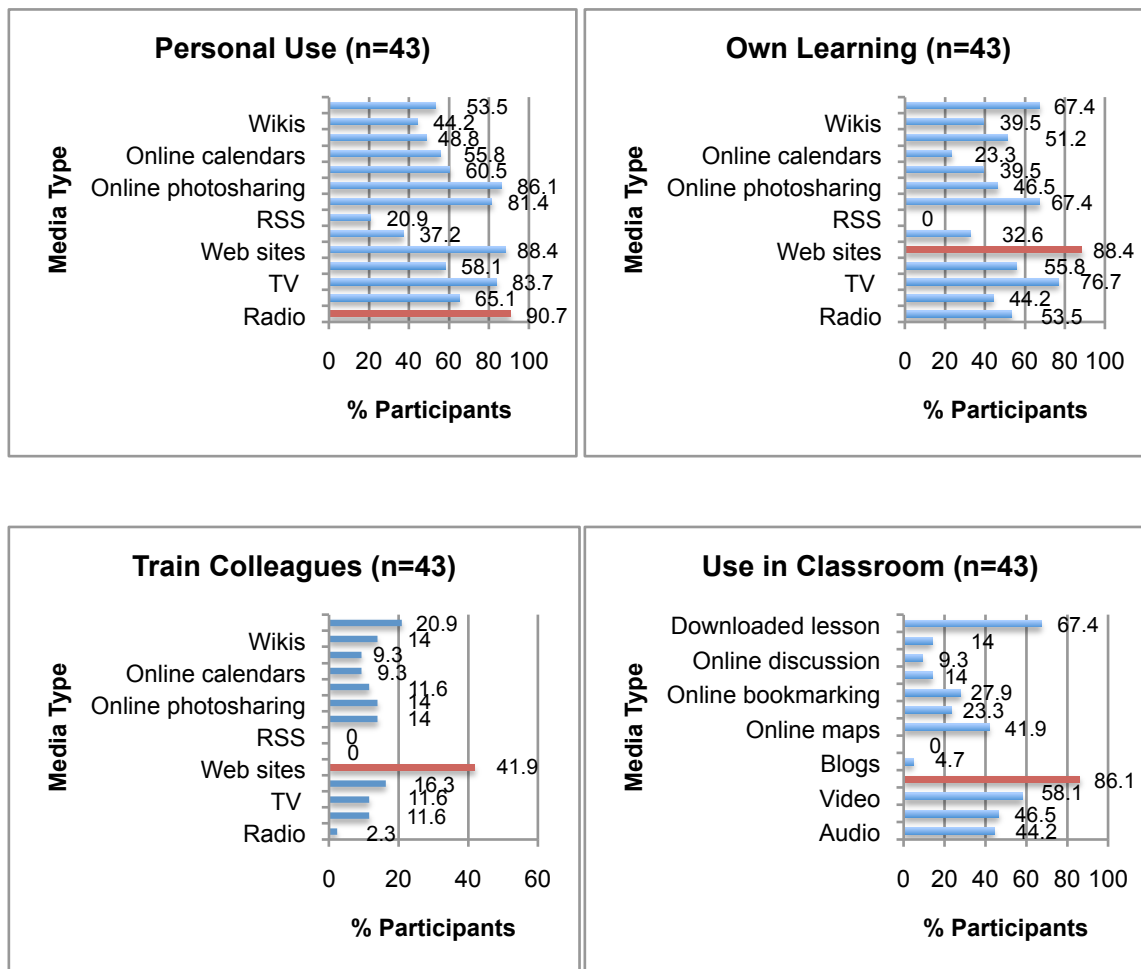 Personal Use (n=43)
53.5
Wikis 44.2
48.8
Online calendars 55.8
60.5
Online photosharing 86.1
81.4
RSS 20.9
37.2
Web sites 88.4
58.1
TV 83.7
65.1
Radio 90.7
0 20 40 60 80 100
% Participants
Media Type
Own Learning (n=43)
67.4
Wikis 39.5
51.2
Online calendars 23.3
39.5
Online photosharing 46.5
67.4
RSS 0
32.6
Web sites 88.4
55.8
TV 76.7
44.2
Radio 53.5
0 20 40 60 80 100
% Participants
Media Type
Train Colleagues (n=43)
20.9
Wikis 14
9.3
Online calendars 9.3
11.6
Online photosharing 14
14
RSS 0
0
Web sites 41.9
16.3
TV 11.6
11.6
Radio 2.3
0 20 40 60
% Participants
Media Type
Use in Classroom (n=43)
Downloaded lesson 67.4
14
Online discussion 9.3
14
Online bookmarking 27.9
23.3
Online maps 41.9
0
Blogs 4.7
86.1
Video 58.1
46.5
Audio 44.2
0 20 40 60 80 100
% Participants
Media Type